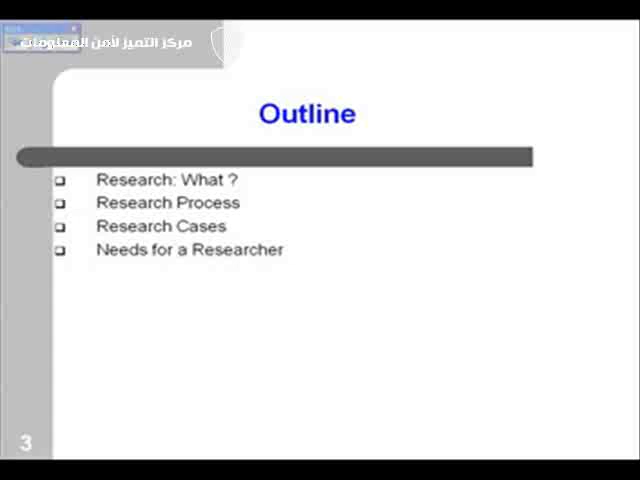 مركز التميز لأمن المعلومات
Outline
Research: What ?
Research Process
Research Cases
Needs for a Researcher
3